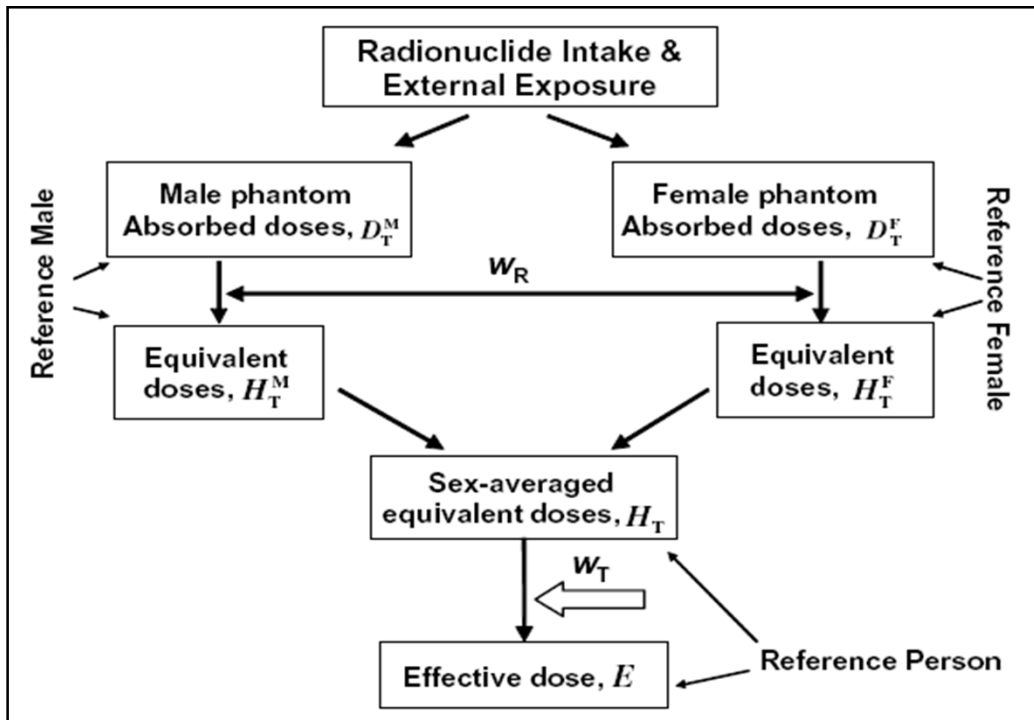 Radionuclide Intake &
External Exposure
Male phantom
Absorbed doses, D_T^M
Female phantom
Absorbed doses, D_T^F
Reference Male
Reference Female
w_R
Equivalent
doses, H_T^M
Equivalent
doses, H_T^F
Sex-averaged
equivalent doses, H_T
w_T
Effective dose, E
Reference Person